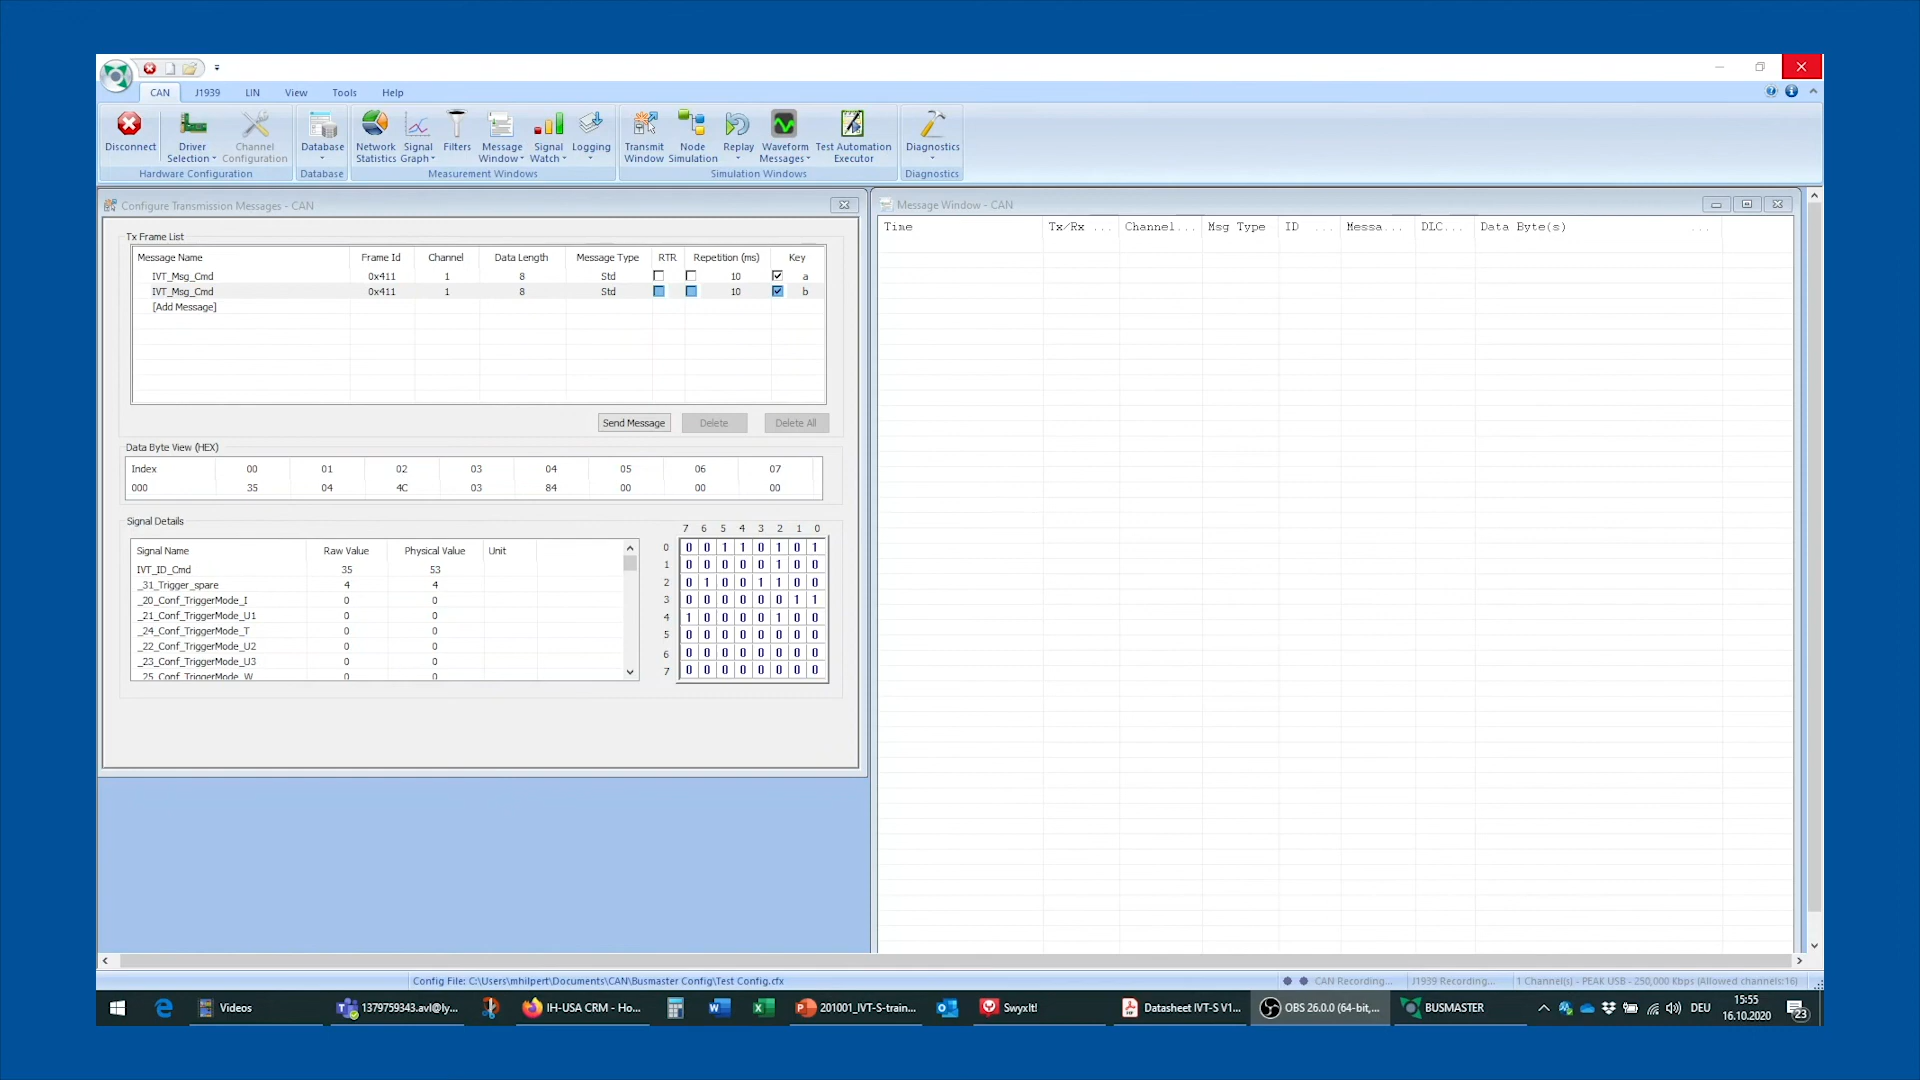 CAN J1939 LIN View Tools Help
Disconnect Driver Selection Channel Configuration Database Network Statistics Signal Graph Filters Message Window Signal Watch Logging Transmit Window Node Simulation Replay Waveform Messages Test Automation Executor Diagnostics
Hardware Configuration Database Measurement Windows Simulation Windows Diagnostics
Configure Transmission Messages - CAN
Tx Frame List
Message Name Frame Id Channel Data Length Message Type RTR Repetition (ms) Key
IVT_Msg_Cmd 0x411 1 8 Std 10 a
IVT_Msg_Cmd 0x411 1 8 Std 10 b
[Add Message]
Send Message Delete Delete All
Data Byte View (HEX)
Index 00 01 02 03 04 05 06 07
000 35 04 4C 03 84 00 00 00
Signal Details
Signal Name Raw Value Physical Value Unit
IVT_ID_Cmd 35 53
_31_Trigger_spare 4 4
_20_Conf_TriggerMode_I 0 0
_21_Conf_TriggerMode_U1 0 0
_24_Conf_TriggerMode_T 0 0
_22_Conf_TriggerMode_U2 0 0
_23_Conf_TriggerMode_U3 0 0
_25_Conf_TriggerMode_W 0 0
7 6 5 4 3 2 1 0
0 0 0 1 1 0 1 0 1
1 0 0 0 0 0 1 0 0
2 0 1 0 0 1 1 0 0
3 0 0 0 0 0 0 1 1
4 1 0 0 0 0 1 0 0
5 0 0 0 0 0 0 0 0
6 0 0 0 0 0 0 0 0
7 0 0 0 0 0 0 0 0
Message Window - CAN
Time Tx/Rx ... Channel... Msg Type ID ... Messa... DLC... Data Byte(s) ...
Config File: C:\Users\mhilpert\Documents\CAN\Busmaster Config\Test Config.cfx
CAN Recording... J1939 Recording... 1 Channel(s) - PEAK USB - 250,000 Kbps (Allowed channels:16)
Videos 1379759343.avl@ly... IH-USA CRM - Ho... 201001_IVT-S-train... SwyxIt! Datasheet IVT-S V1... OBS 26.0.0 (64-bit,... BUSMASTER DEU 15:55
16.10.2020 23